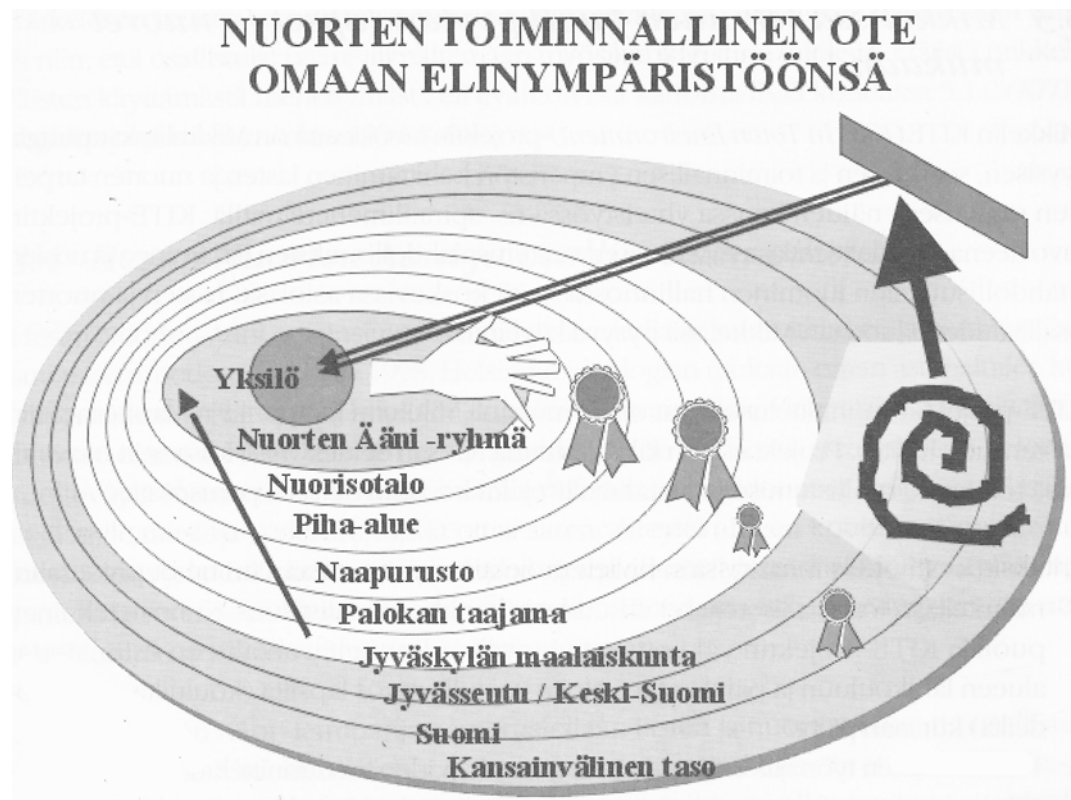 NUORTEN TOIMINNALLINEN OTE
OMAAN ELINYMPÄRISTÖÖNSÄ
Yksilö
Nuorten Ääni -ryhmä
Nuorisotalo
Piha-alue
Naapurusto
Palokan taajama
Jyväskylän maalaiskunta
Jyvässeutu / Keski-Suomi
Suomi
Kansainvälinen taso